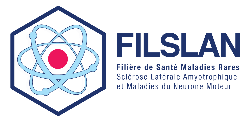 FILSLAN
Filière de Santé Maladies Rares
Sclérose Latérale Amyotrophique
et Maladies du Neurone Moteur